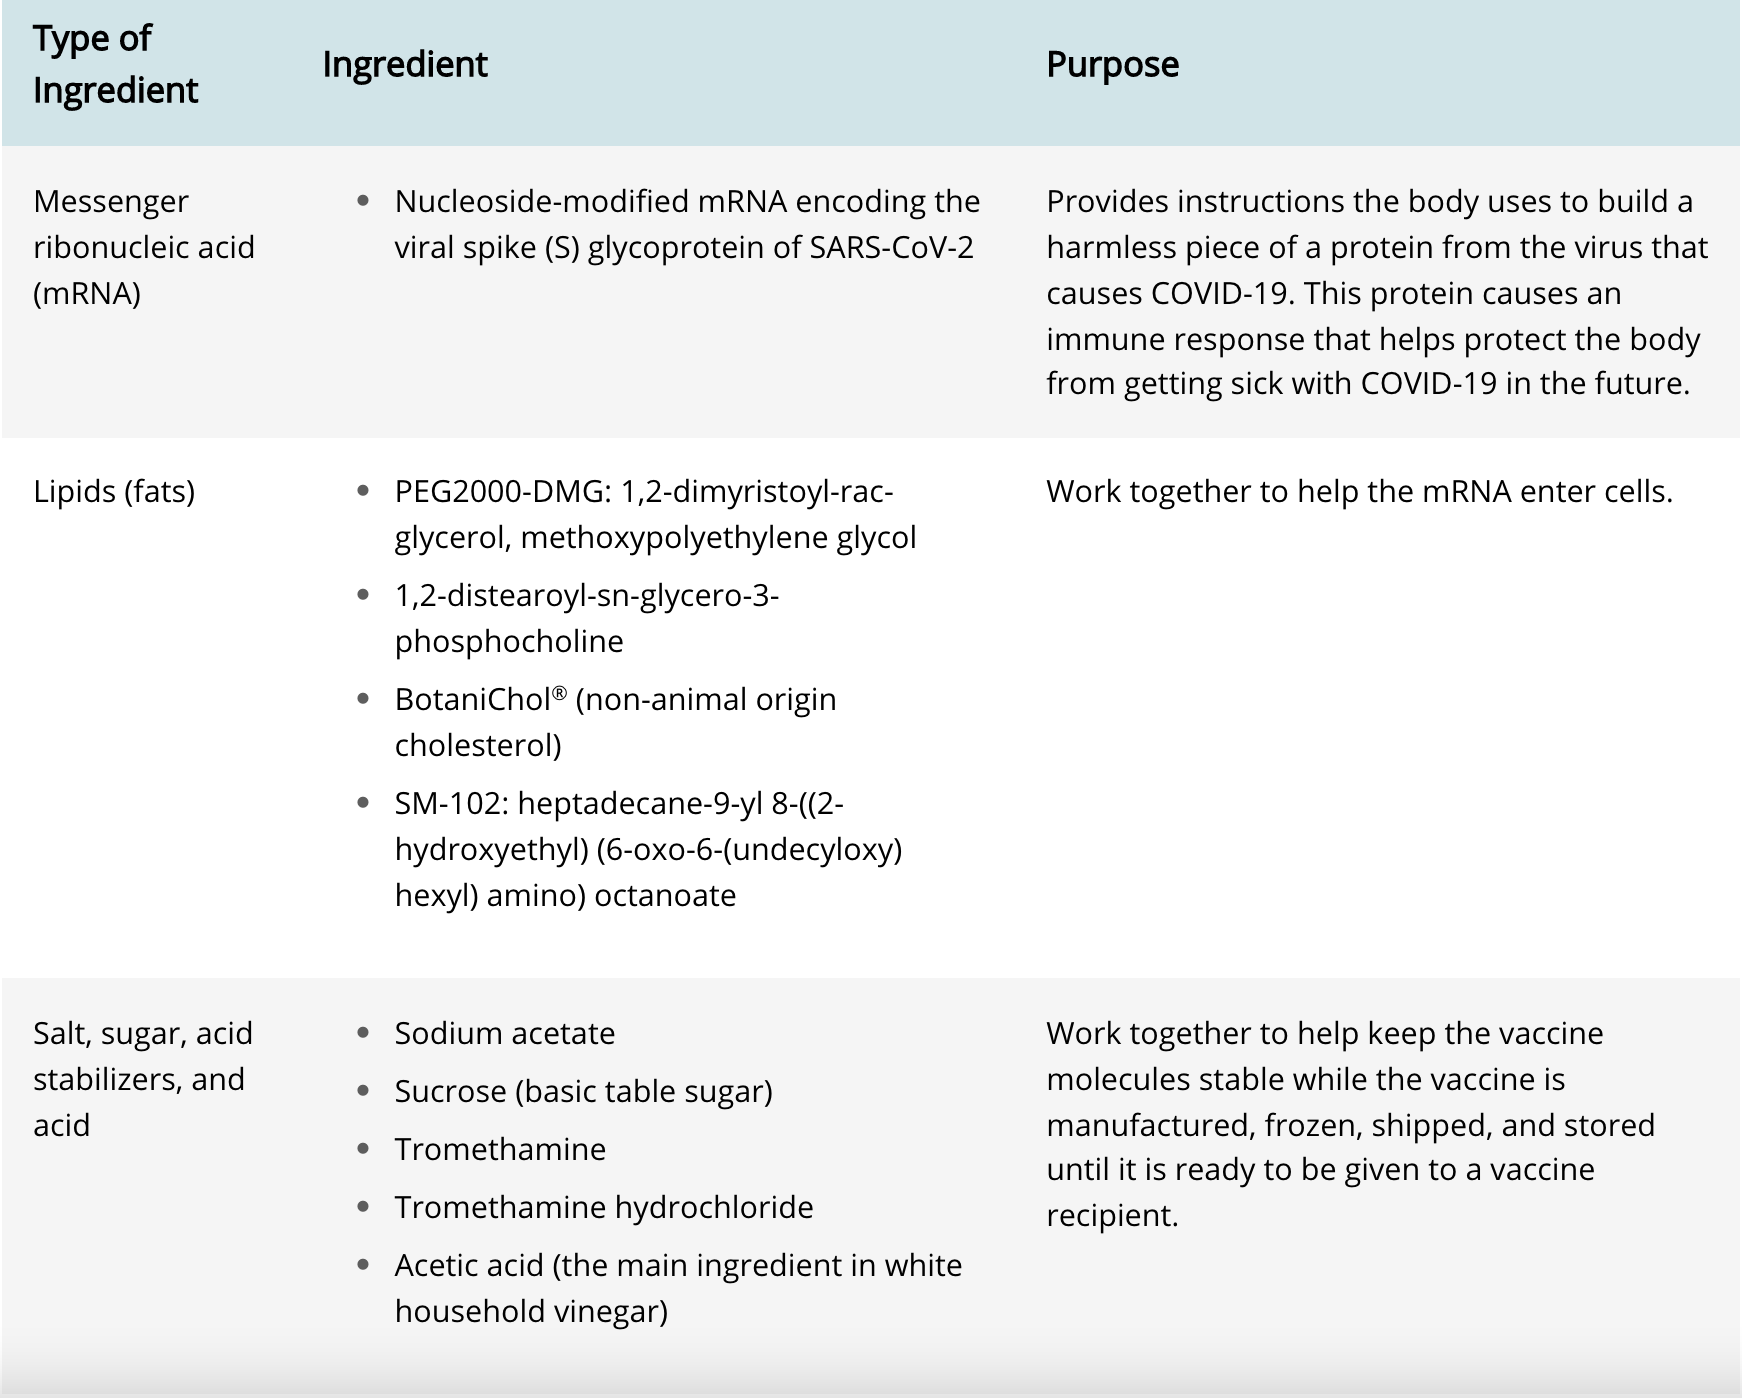 Type of
Ingredient
Ingredient
Purpose
Messenger
ribonucleic acid
(mRNA)
• Nucleoside-modified mRNA encoding the
viral spike (S) glycoprotein of SARS-CoV-2
Provides instructions the body uses to build a
harmless piece of a protein from the virus that
causes COVID-19. This protein causes an
immune response that helps protect the body
from getting sick with COVID-19 in the future.
Lipids (fats)
• PEG2000-DMG: 1,2-dimyristoyl-rac-
glycerol, methoxypolyethylene glycol
• 1,2-distearoyl-sn-glycero-3-
phosphocholine
• BotaniChol® (non-animal origin
cholesterol)
• SM-102: heptadecane-9-yl 8-((2-
hydroxyethyl) (6-oxo-6-(undecyloxy)
hexyl) amino) octanoate
Work together to help the mRNA enter cells.
Salt, sugar, acid
stabilizers, and
acid
• Sodium acetate
• Sucrose (basic table sugar)
• Tromethamine
• Tromethamine hydrochloride
• Acetic acid (the main ingredient in white
household vinegar)
Work together to help keep the vaccine
molecules stable while the vaccine is
manufactured, frozen, shipped, and stored
until it is ready to be given to a vaccine
recipient.